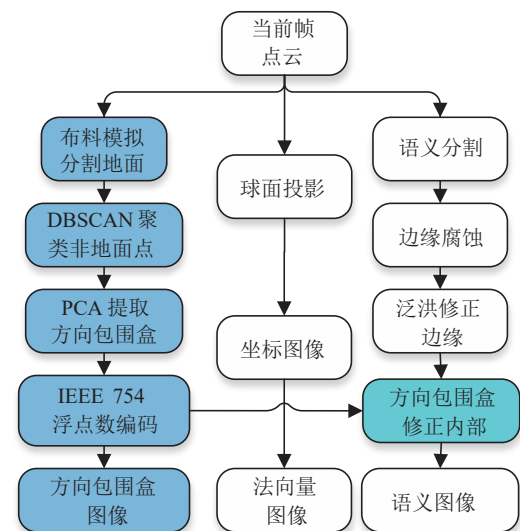 当前帧
点云
布料模拟
分割地面
DBSCAN 聚
类非地面点
PCA 提取
方向包围盒
IEEE 754
浮点数编码
方向包围盒
图像
球面投影
坐标图像
法向量
图像
语义分割
边缘腐蚀
泛洪修正
边缘
方向包围盒
修正内部
语义图像